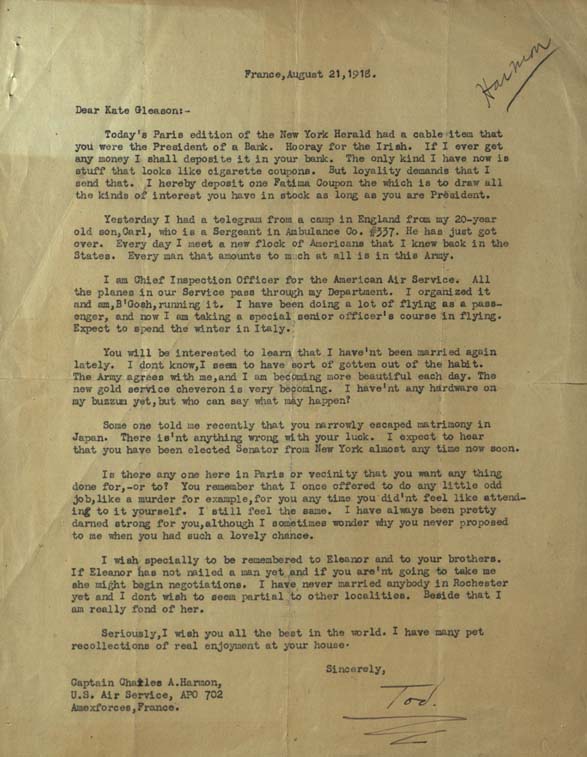 France,August 21,1918.
Harmon
Dear Kate Gleason:-
Today's Paris edition of the New York Herald had a cable item that
you were the President of a Bank. Hooray for the Irish. If I ever get
any money I shall deposite it in your bank. The only kind I have now is
stuff that looks like cigarette coupons. But loyality demands that I
send that. I hereby deposit one Fatima Coupon the which is to draw all
the kinds of interest you have in stock as long as you are President.
Yesterday I had a telegram from a camp in England from my 20-year
old son,Carl, who is a Sergeant in Ambulance Co. #337. He has just got
over. Every day I meet a new flock of Americans that I knew back in the
States. Every man that amounts to much at all is in this Army.
I am Chief Inspection Officer for the American Air Service. All
the planes in our Service pass through my Department. I organized it
and am,B'Gosh,running it. I have been doing a lot of flying as a pass-
enger, and now I am taking a special senior officer's course in flying.
Expect to spend the winter in Italy.
You will be interested to learn that I have'nt been married again
lately. I dont know,I seem to have sort of gotten out of the habit.
The Army agrees with me,and I am becoming more beautiful each day. The
new gold service cheveron is very becoming. I have'nt any hardware on
my buzzum yet,but who can say what may happen?
Some one told me recently that you narrowly escaped matrimony in
Japan. There is'nt anything wrong with your luck. I expect to hear
that you have been elected Senator from New York almost any time now soon.
Is there any one here in Paris or vecinity that you want any thing
done for,-or to? You remember that I once offered to do any little odd
job,like a murder for example,for you any time you did'nt feel like attend-
ing to it yourself. I still feel the same. I have always been pretty
darned strong for you,although I sometimes wonder why you never proposed
to me when you had such a lovely chance.
I wish specially to be remembered to Eleanor and to your brothers.
If Eleanor has not nailed a man yet and if you are'nt going to take me
she might begin negotiations. I have never married anybody in Rochester
yet and I dont wish to seem partial to other localities. Beside that I
am really fond of her.
Seriously,I wish you all the best in the world. I have many pet
recollections of real enjoyment at your house.
Sincerely,
Captain Charles A.Harmon,
U.S. Air Service, APO 702
Amexforces,France.
Tod.